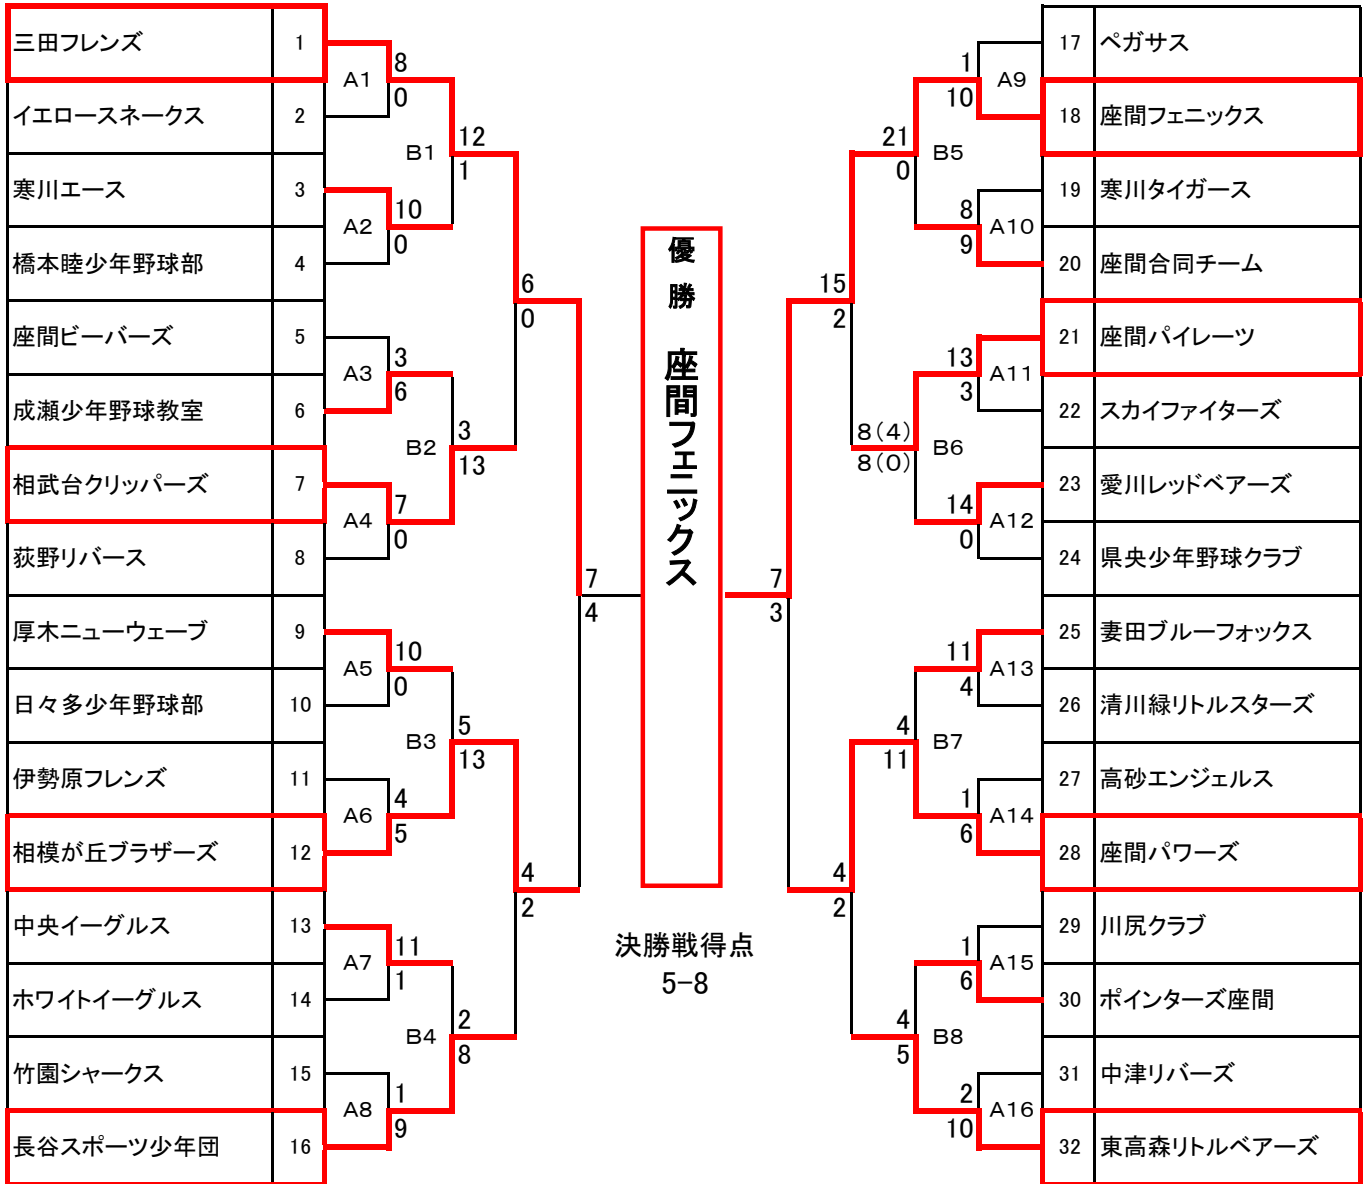 三田フレンズ 1
イエロースネークス 2
寒川エース 3
橋本睦少年野球部 4
座間ビーバーズ 5
成瀬少年野球教室 6
相武台クリッパーズ 7
荻野リバース 8
厚木ニューウェーブ 9
日々多少年野球部 10
伊勢原フレンズ 11
相模が丘ブラザーズ 12
中央イーグルス 13
ホワイトイーグルス 14
竹園シャークス 15
長谷スポーツ少年団 16
A1
8
0
A2
10
0
A3
3
6
A4
7
0
A5
10
0
A6
4
5
A7
11
1
A8
1
9
B1
12
1
B2
3
13
B3
5
13
B4
2
8
6
0
4
2
7
4
優勝 座間フェニックス
決勝戦得点
5-8
7
3
15
2
4
2
21
0
B5
8(4)
8(0)
B6
4
11
B7
4
5
B8
1
10
A9
8
9
A10
13
3
A11
14
0
A12
11
4
A13
1
6
A14
1
6
A15
2
10
A16
17 ペガサス
18 座間フェニックス
19 寒川タイガース
20 座間合同チーム
21 座間パイレーツ
22 スカイファイターズ
23 愛川レッドベアーズ
24 県央少年野球クラブ
25 妻田ブルーフォックス
26 清川緑リトルスターズ
27 高砂エンジェルス
28 座間パワーズ
29 川尻クラブ
30 ポインターズ座間
31 中津リバーズ
32 東高森リトルベアーズ